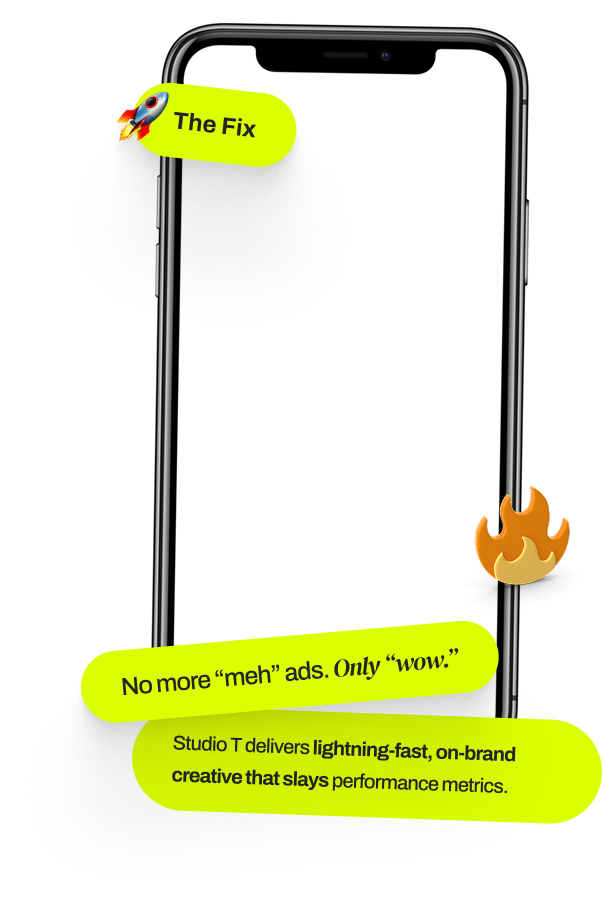 The Fix
No more “meh” ads. Only “wow.”
Studio T delivers lightning-fast, on-brand
creative that slays performance metrics.